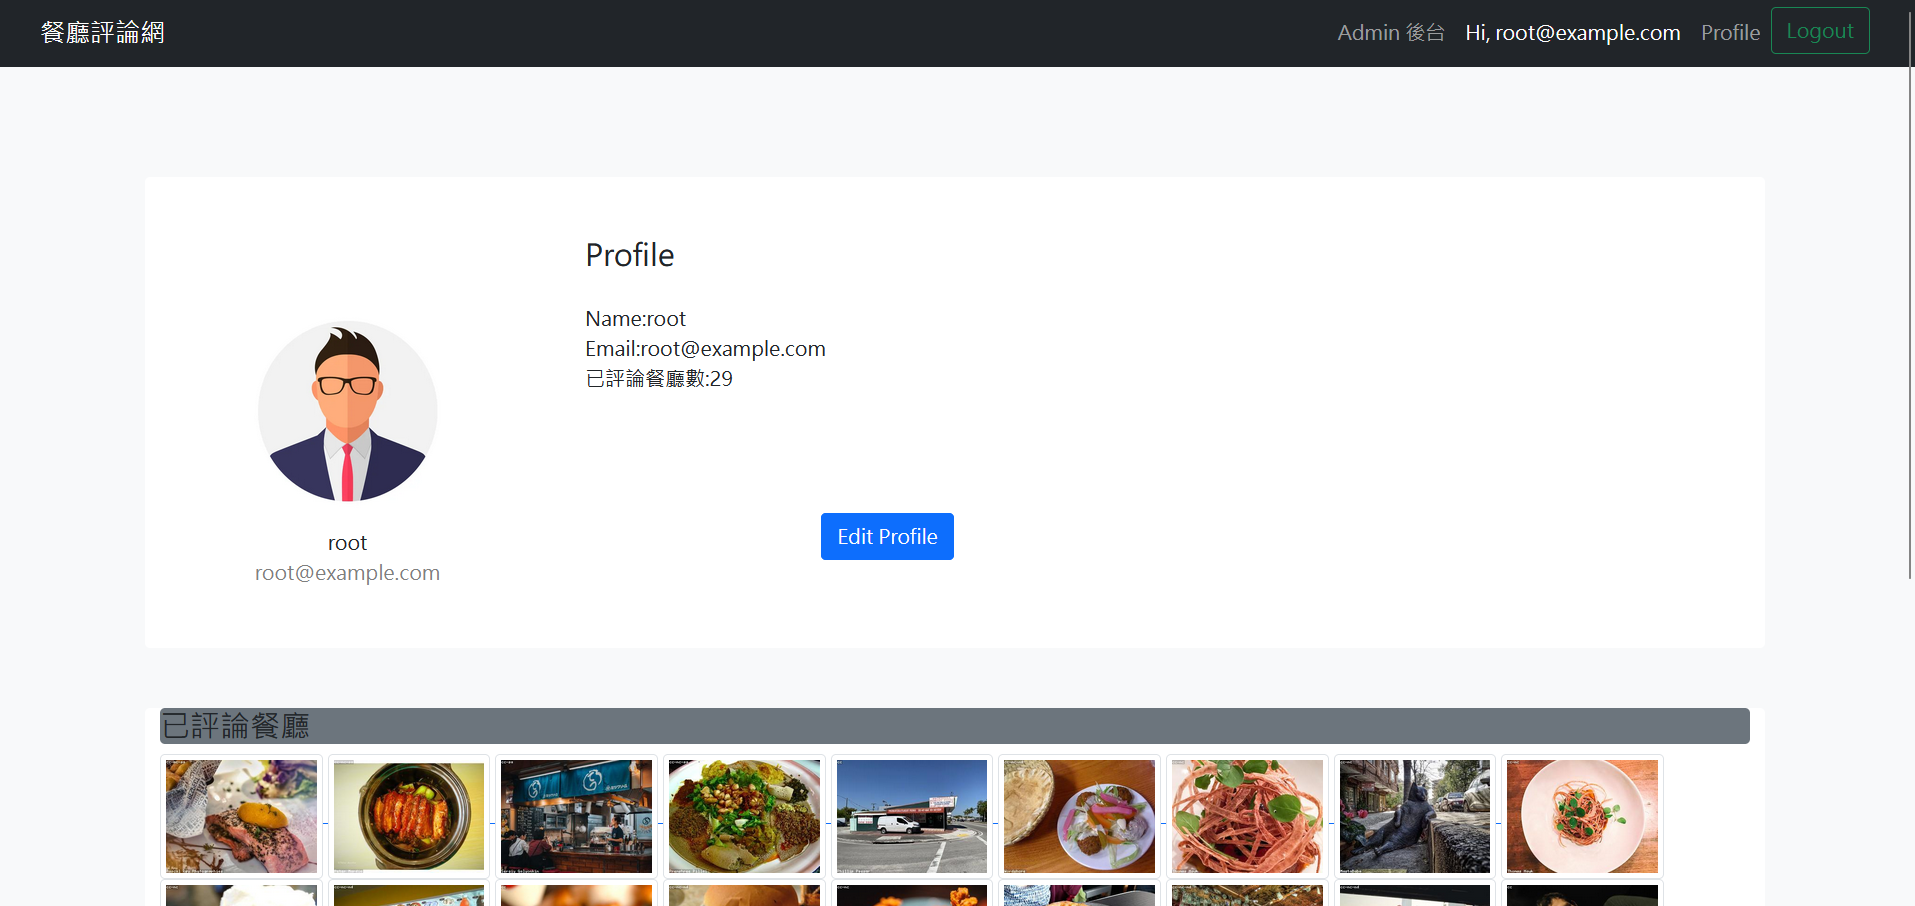 餐廳評論網
Admin 後台 Hi, root@example.com Profile Logout
Profile
Name:root
Email:root@example.com
已評論餐廳數:29
Edit Profile
root
root@example.com
已評論餐廳